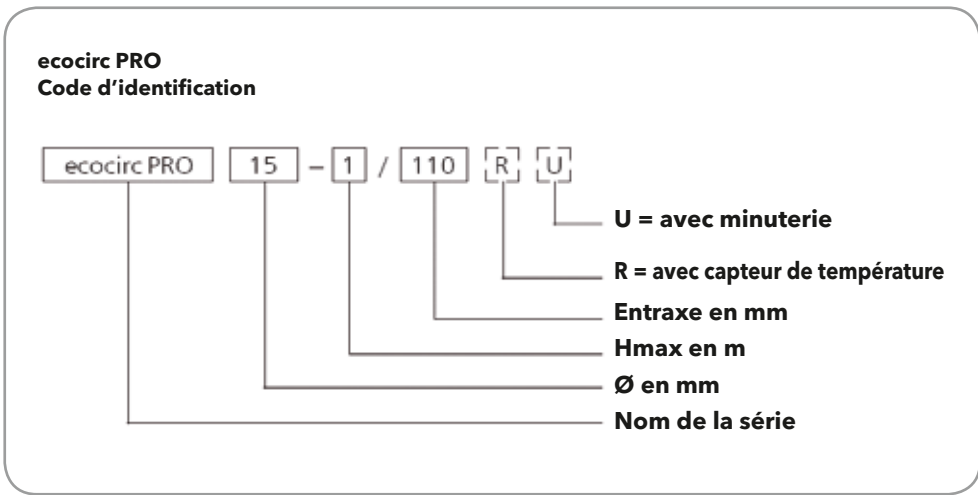 ecocirc PRO
Code d’identification
ecocirc PRO 15 – 1 / 110 R U
U = avec minuterie
R = avec capteur de température
Entraxe en mm
Hmax en m
Ø en mm
Nom de la série